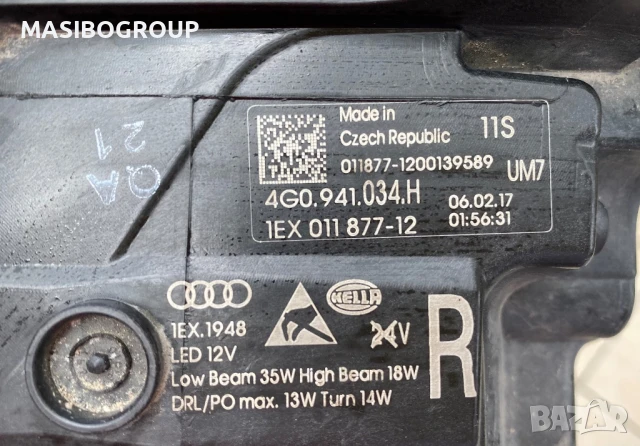 MASIBOGROUP
QA
21
Made in
Czech Republic 11S
011877-1200139589 UM7
4G0.941.034.H 06.02.17
1EX 011 877-12 01:56:31
HELLA
1EX.1948 24V
LED 12V
Low Beam 35W High Beam 18W
DRL/PO max. 13W Turn 14W
R
BAZAR